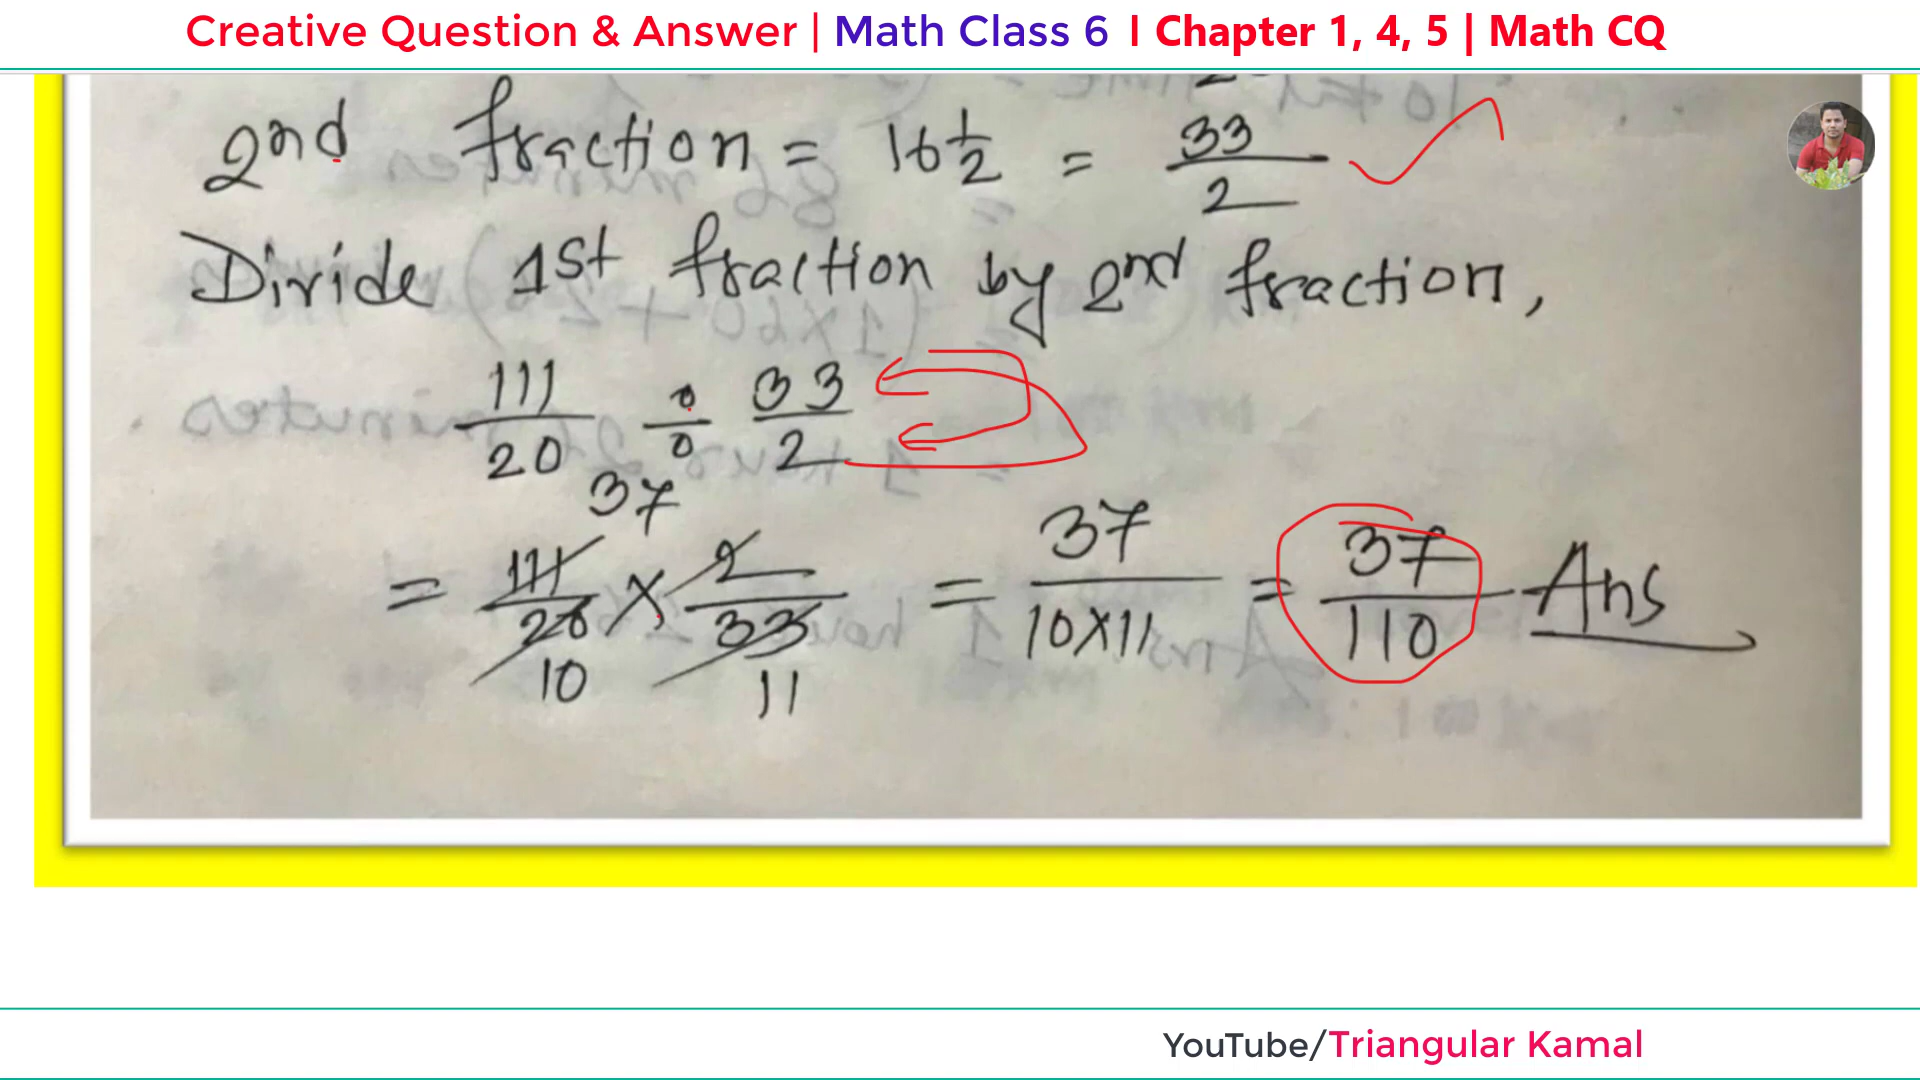 Creative Question & Answer | Math Class 6 I Chapter 1, 4, 5 | Math CQ
2nd fraction = 16 1/2 = 33/2
Divide 1st fraction by 2nd fraction,
111/20 ÷ 33/2
37
= 111/20 × 2/33 = 37/10×11 = 37/110 Ans
10 11
YouTube/Triangular Kamal